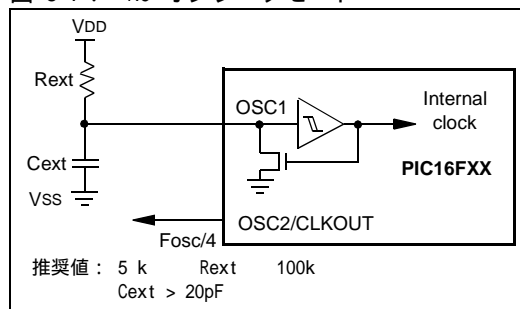 VDD
Rext
OSC1
Internal
clock
Cext
PIC16FXX
VSS
OSC2/CLKOUT
Fosc/4
推奨値： 5 k Rext 100k
Cext > 20pF